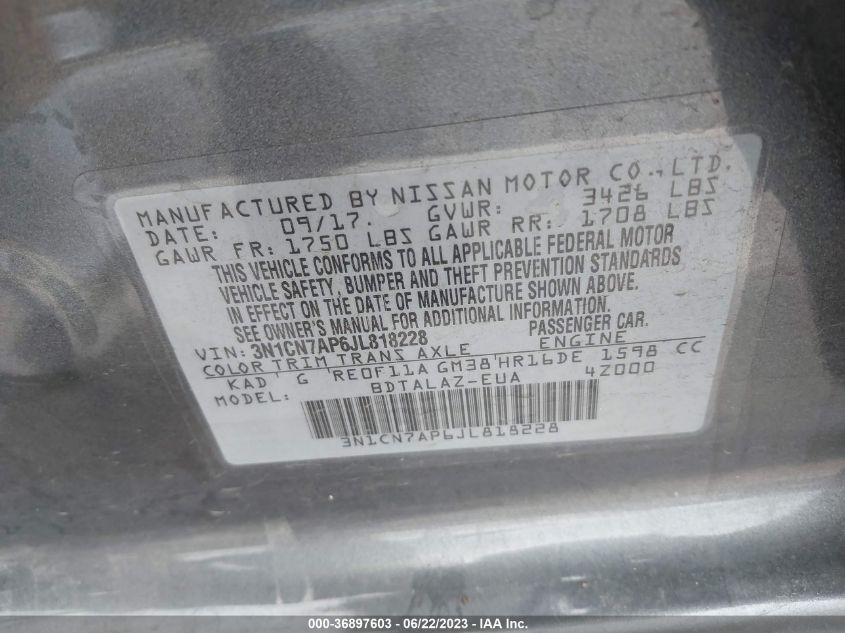 MANUFACTURED BY NISSAN MOTOR CO.,LTD.
DATE: 09/17. GVWR: 3426 LBS
GAWR FR: 1750 LBS GAWR RR: 1708 LBS
THIS VEHICLE CONFORMS TO ALL APPLICABLE FEDERAL MOTOR
VEHICLE SAFETY, BUMPER AND THEFT PREVENTION STANDARDS
IN EFFECT ON THE DATE OF MANUFACTURE SHOWN ABOVE.
SEE OWNER'S MANUAL FOR ADDITIONAL INFORMATION.
VIN: 3N1CN7AP6JL818228 PASSENGER CAR.
COLOR TRIM TRANS AXLE ENGINE
KAD G RE0F11A GM38 HR16DE 1598 CC
MODEL: BDTALAZ-EUA 4Z000
3N1CN7AP6JL818228
000-36897603 - 06/22/2023 - IAA Inc.